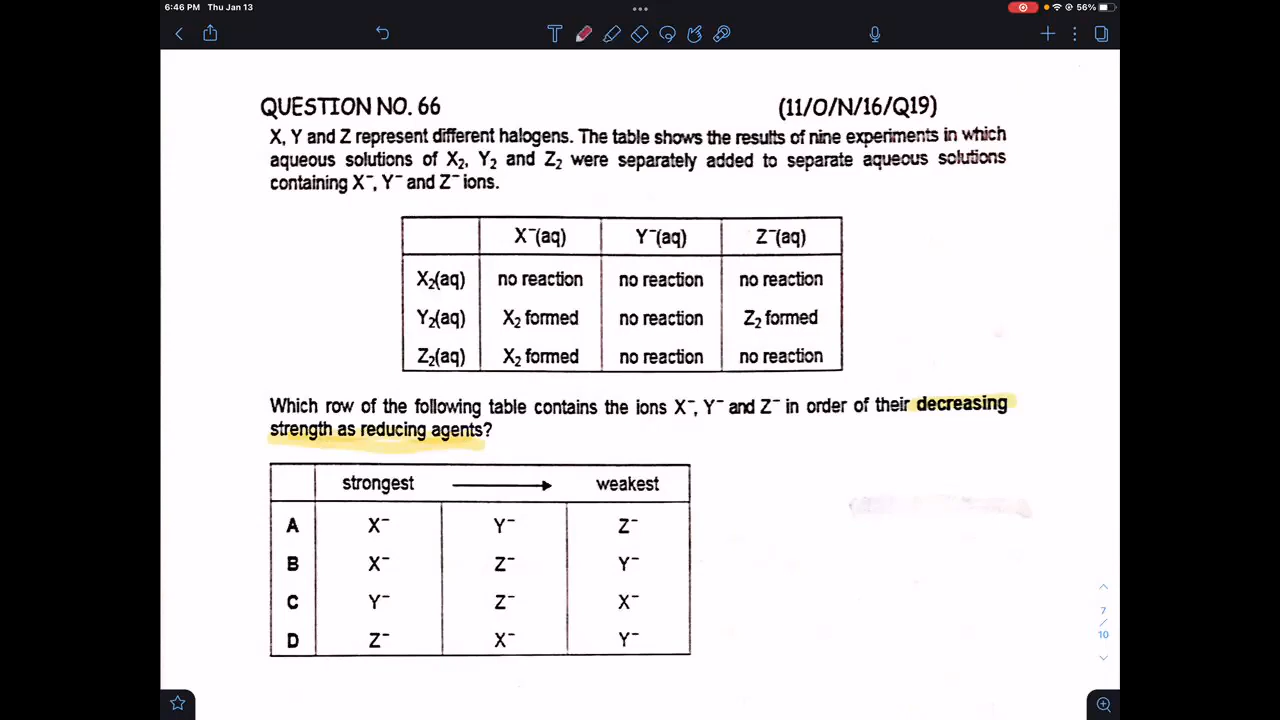 6:46 PM Thu Jan 13
56%
QUESTION NO. 66 (11/O/N/16/Q19)
X, Y and Z represent different halogens. The table shows the results of nine experiments in which
aqueous solutions of X₂, Y₂ and Z₂ were separately added to separate aqueous solutions
containing X⁻, Y⁻ and Z⁻ ions.
X⁻(aq) Y⁻(aq) Z⁻(aq)
X₂(aq) no reaction no reaction no reaction
Y₂(aq) X₂ formed no reaction Z₂ formed
Z₂(aq) X₂ formed no reaction no reaction
Which row of the following table contains the ions X⁻, Y⁻ and Z⁻ in order of their decreasing
strength as reducing agents?
strongest → weakest
A X⁻ Y⁻ Z⁻
B X⁻ Z⁻ Y⁻
C Y⁻ Z⁻ X⁻
D Z⁻ X⁻ Y⁻
7
/
10